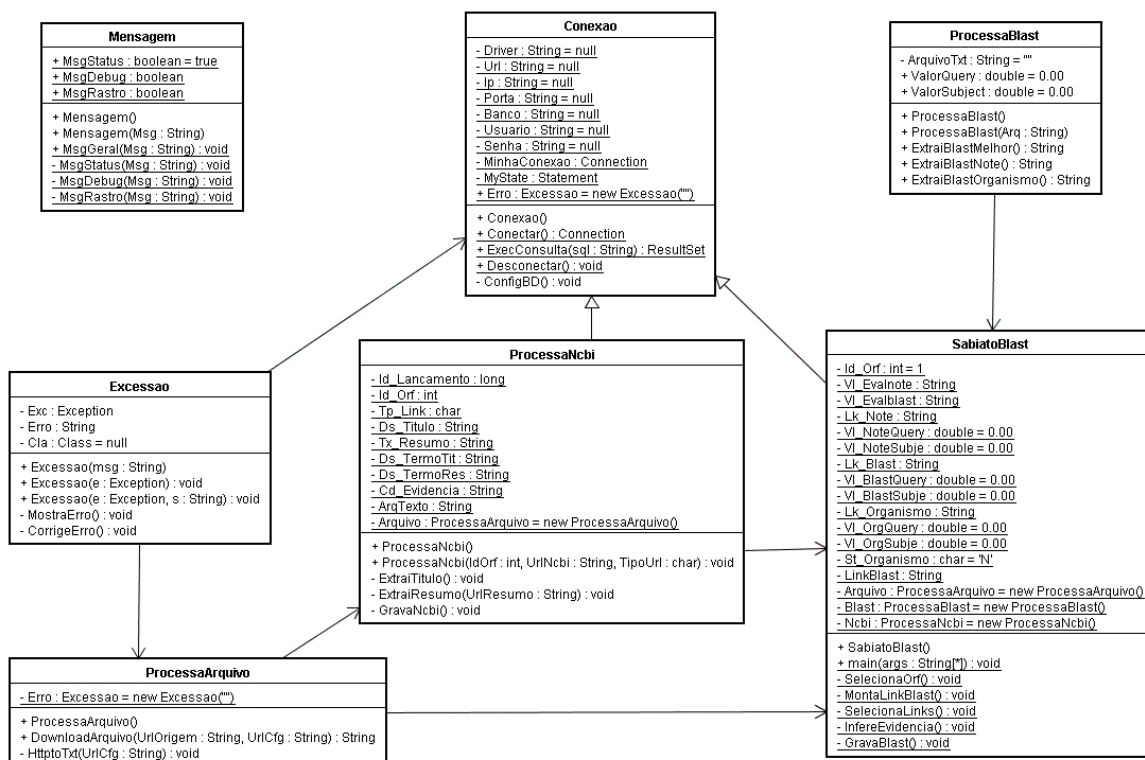 Mensagem
+ MsgStatus : boolean = true
+ MsgDebug : boolean
+ MsgRastro : boolean
+ Mensagem()
+ Mensagem(Msg : String)
+ MsgGeral(Msg : String) : void
- MsgStatus(Msg : String) : void
- MsgDebug(Msg : String) : void
- MsgRastro(Msg : String) : void
Conexao
- Driver : String = null
- Url : String = null
- Ip : String = null
- Porta : String = null
- Banco : String = null
- Usuario : String = null
- Senha : String = null
- MinhaConexao : Connection
- MyState : Statement
+ Erro : Excessao = new Excessao("")
+ Conexao()
+ Conectar() : Connection
+ ExecConsulta(sql : String) : ResultSet
+ Desconectar() : void
- ConfigBD() : void
ProcessaBlast
- ArquivoTxt : String = ""
+ ValorQuery : double = 0.00
+ ValorSubject : double = 0.00
+ ProcessaBlast()
+ ProcessaBlast(Arq : String)
+ ExtraiBlastMelhor() : String
+ ExtraiBlastNote() : String
+ ExtraiBlastOrganismo() : String
Excessao
- Exc : Exception
- Erro : String
- Cla : Class = null
+ Excessao(msg : String)
+ Excessao(e : Exception) : void
+ Excessao(e : Exception, s : String) : void
- MostraErro() : void
- CorrigeErro() : void
ProcessaNcbi
- Id_Lancamento : long
- Id_Orf : int
- Tp_Link : char
- Ds_Titulo : String
- Tx_Resumo : String
- Ds_TermoTit : String
- Ds_TermoRes : String
- Cd_Evidencia : String
- ArqTexto : String
- Arquivo : ProcessaArquivo = new ProcessaArquivo()
+ ProcessaNcbi()
+ ProcessaNcbi(IdOrf : int, UrlNcbi : String, TipoUrl : char) : void
- ExtraiTitulo() : void
- ExtraiResumo(UrlResumo : String) : void
- GravaNcbi() : void
SabiatoBlast
- Id_Orf : int = 1
- Vl_Evalnote : String
- Vl_Evalblast : String
- Lk_Note : String
- Vl_NoteQuery : double = 0.00
- Vl_NoteSubje : double = 0.00
- Lk_Blast : String
- Vl_BlastQuery : double = 0.00
- Vl_BlastSubje : double = 0.00
- Lk_Organismo : String
- Vl_OrgQuery : double = 0.00
- Vl_OrgSubje : double = 0.00
- St_Organismo : char = 'N'
- LinkBlast : String
- Arquivo : ProcessaArquivo = new ProcessaArquivo()
- Blast : ProcessaBlast = new ProcessaBlast()
- Ncbi : ProcessaNcbi = new ProcessaNcbi()
+ SabiatoBlast()
+ main(args : String[*]) : void
- SelecionaOrf() : void
- MontaLinkBlast() : void
- SelecionaLinks() : void
- InfereEvidencia() : void
- GravaBlast() : void
ProcessaArquivo
- Erro : Excessao = new Excessao("")
+ ProcessaArquivo()
+ DownloadArquivo(UrlOrigem : String, UrlCfg : String) : String
- HttptoTxt(UrlCfg : String) : void